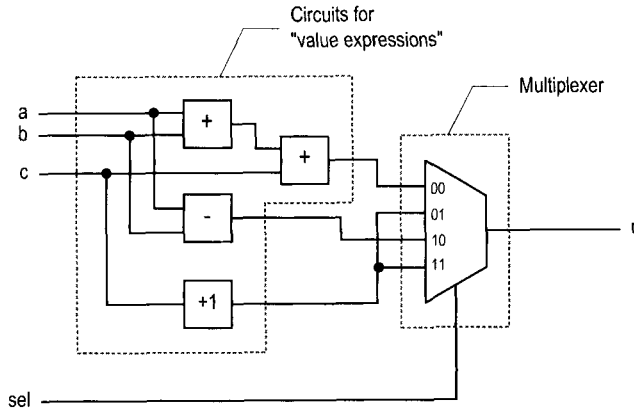 Circuits for
"value expressions"
Multiplexer
a
b
c
+
+
-
+1
00
01
10
11
sel